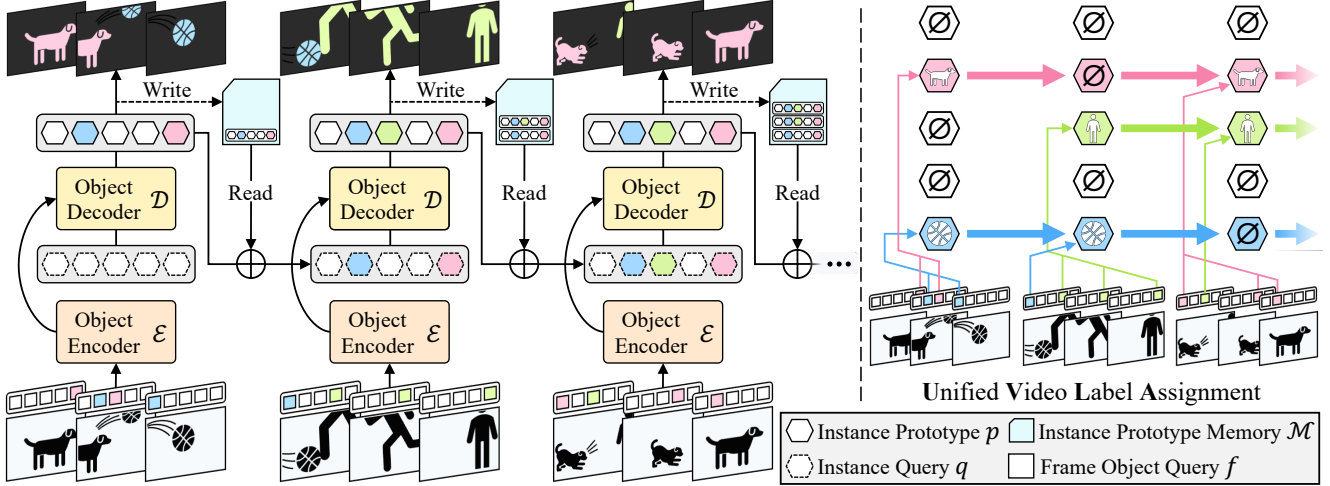 Write
Write
Write
Object
Decoder 𝒟
Object
Decoder 𝒟
Object
Decoder 𝒟
Read
Read
Read
Object
Encoder ℰ
Object
Encoder ℰ
Object
Encoder ℰ
...
∅ ∅ ∅
∅
∅ ∅ ∅
∅ ∅ ∅
∅
Unified Video Label Assignment
Instance Prototype p
Instance Prototype Memory ℳ
Instance Query q
Frame Object Query f